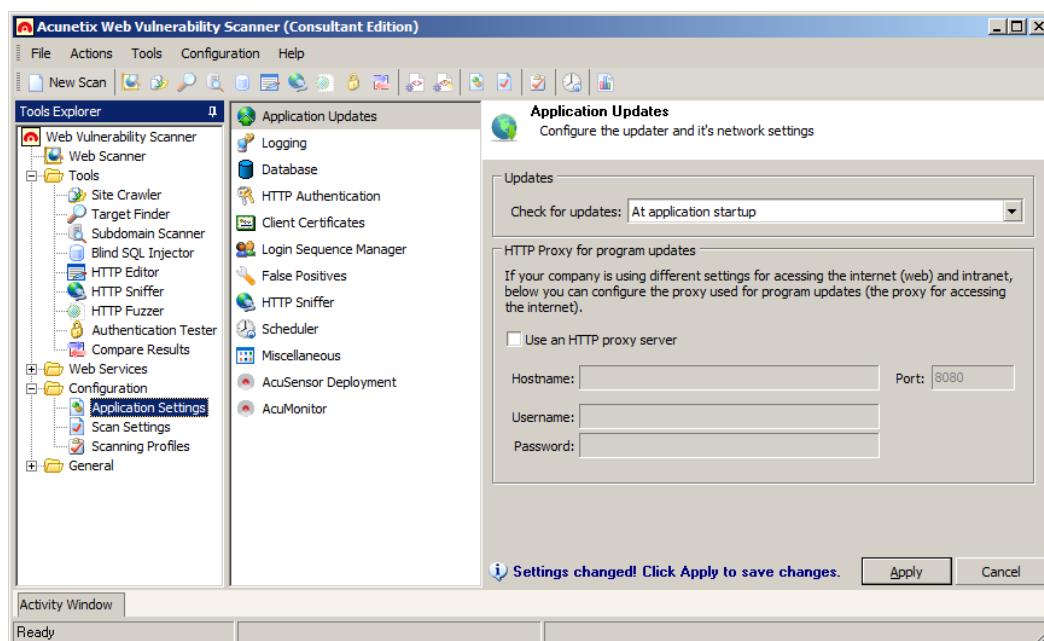 Acunetix Web Vulnerability Scanner (Consultant Edition)
File Actions Tools Configuration Help
New Scan
Tools Explorer
Web Vulnerability Scanner
Web Scanner
Tools
Site Crawler
Target Finder
Subdomain Scanner
Blind SQL Injector
HTTP Editor
HTTP Sniffer
HTTP Fuzzer
Authentication Tester
Compare Results
Web Services
Configuration
Application Settings
Scan Settings
Scanning Profiles
General
Application Updates
Logging
Database
HTTP Authentication
Client Certificates
Login Sequence Manager
False Positives
HTTP Sniffer
Scheduler
Miscellaneous
AcuSensor Deployment
AcuMonitor
Application Updates
Configure the updater and it's network settings
Updates
Check for updates: At application startup
HTTP Proxy for program updates
If your company is using different settings for acessing the internet (web) and intranet,
below you can configure the proxy used for program updates (the proxy for accessing
the internet).
Use an HTTP proxy server
Hostname: Port: 8080
Username:
Password:
Settings changed! Click Apply to save changes. Apply Cancel
Activity Window
Ready